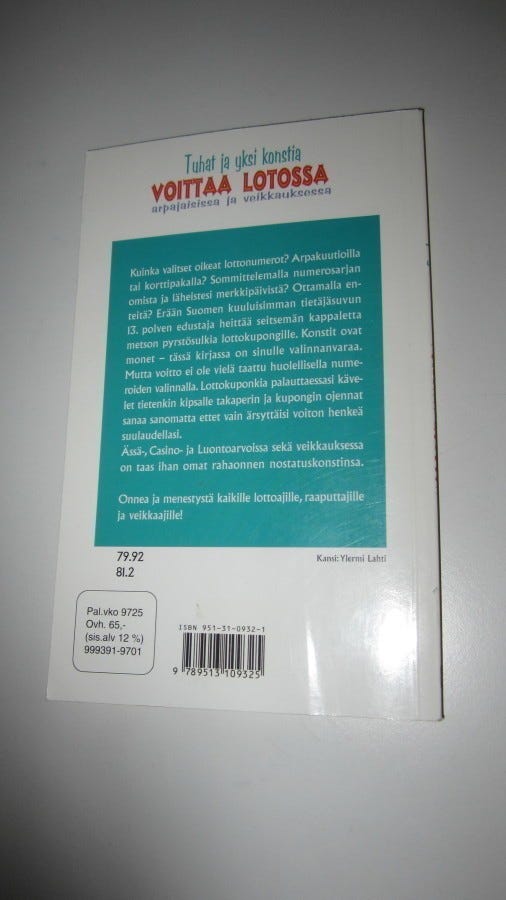 Tuhat ja yksi konstia
VOITTAA LOTOSSA
arpajaisissa ja veikkauksessa
Kuinka valitset oikeat lottonumerot? Arpakuutioilla
tai korttipakalla? Sommittelemalla numerosarjan
omista ja läheistesi merkkipäivistä? Ottamalla en-
teitä? Erään Suomen kuuluisimman tietäjäsuvun
13. polven edustaja heittää seitsemän kappaletta
metson pyrstösulkia lottokupongille. Konstit ovat
monet – tässä kirjassa on sinulle valinnanvaraa.
Mutta voitto ei ole vielä taattu huolellisella nume-
roiden valinnalla. Lottokuponkia palauttaessasi käve-
let tietenkin kipsalle takaperin ja kupongin ojennat
sanaa sanomatta ettet vain ärsyttäisi voiton henkeä
suulaudellasi.
Ässä-, Casino- ja Luontoarvoissa sekä veikkauksessa
on taas ihan omat rahaonnen nostatuskonstinsa.
Onnea ja menestystä kaikille lottoajille, raaputtajille
ja veikkaajille!
79.92
81.2
Kansi: Ylermi Lahti
Pal.vko 9725
Ovh. 65,-
(sis.alv 12 %)
999391-9701
ISBN 951-31-0932-1
9 789513 109325